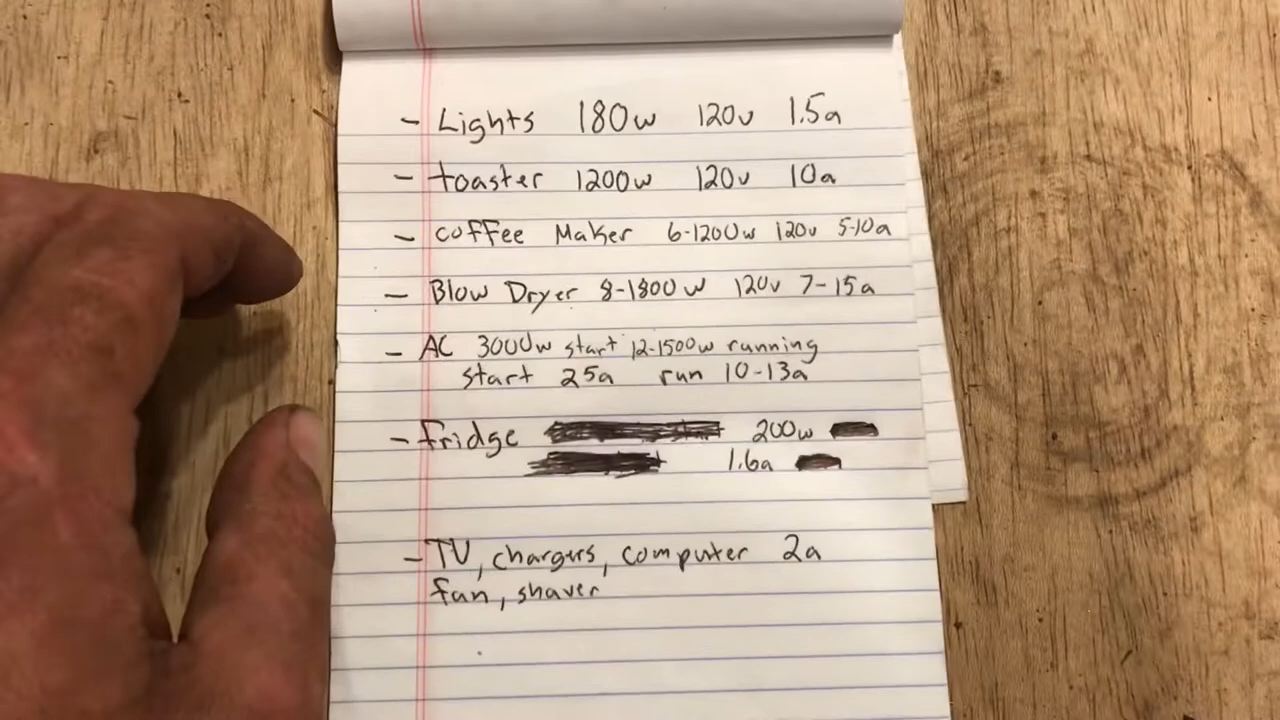 - Lights 180w 120v 1.5a
- toaster 1200w 120v 10a
- coffee Maker 6-1200w 120v 5-10a
- Blow Dryer 8-1800w 120v 7-15a
- AC 3000w start 12-1500w running
start 25a run 10-13a
- fridge 200w
1.6a
- TV, chargers, computer 2a
fan, shaver